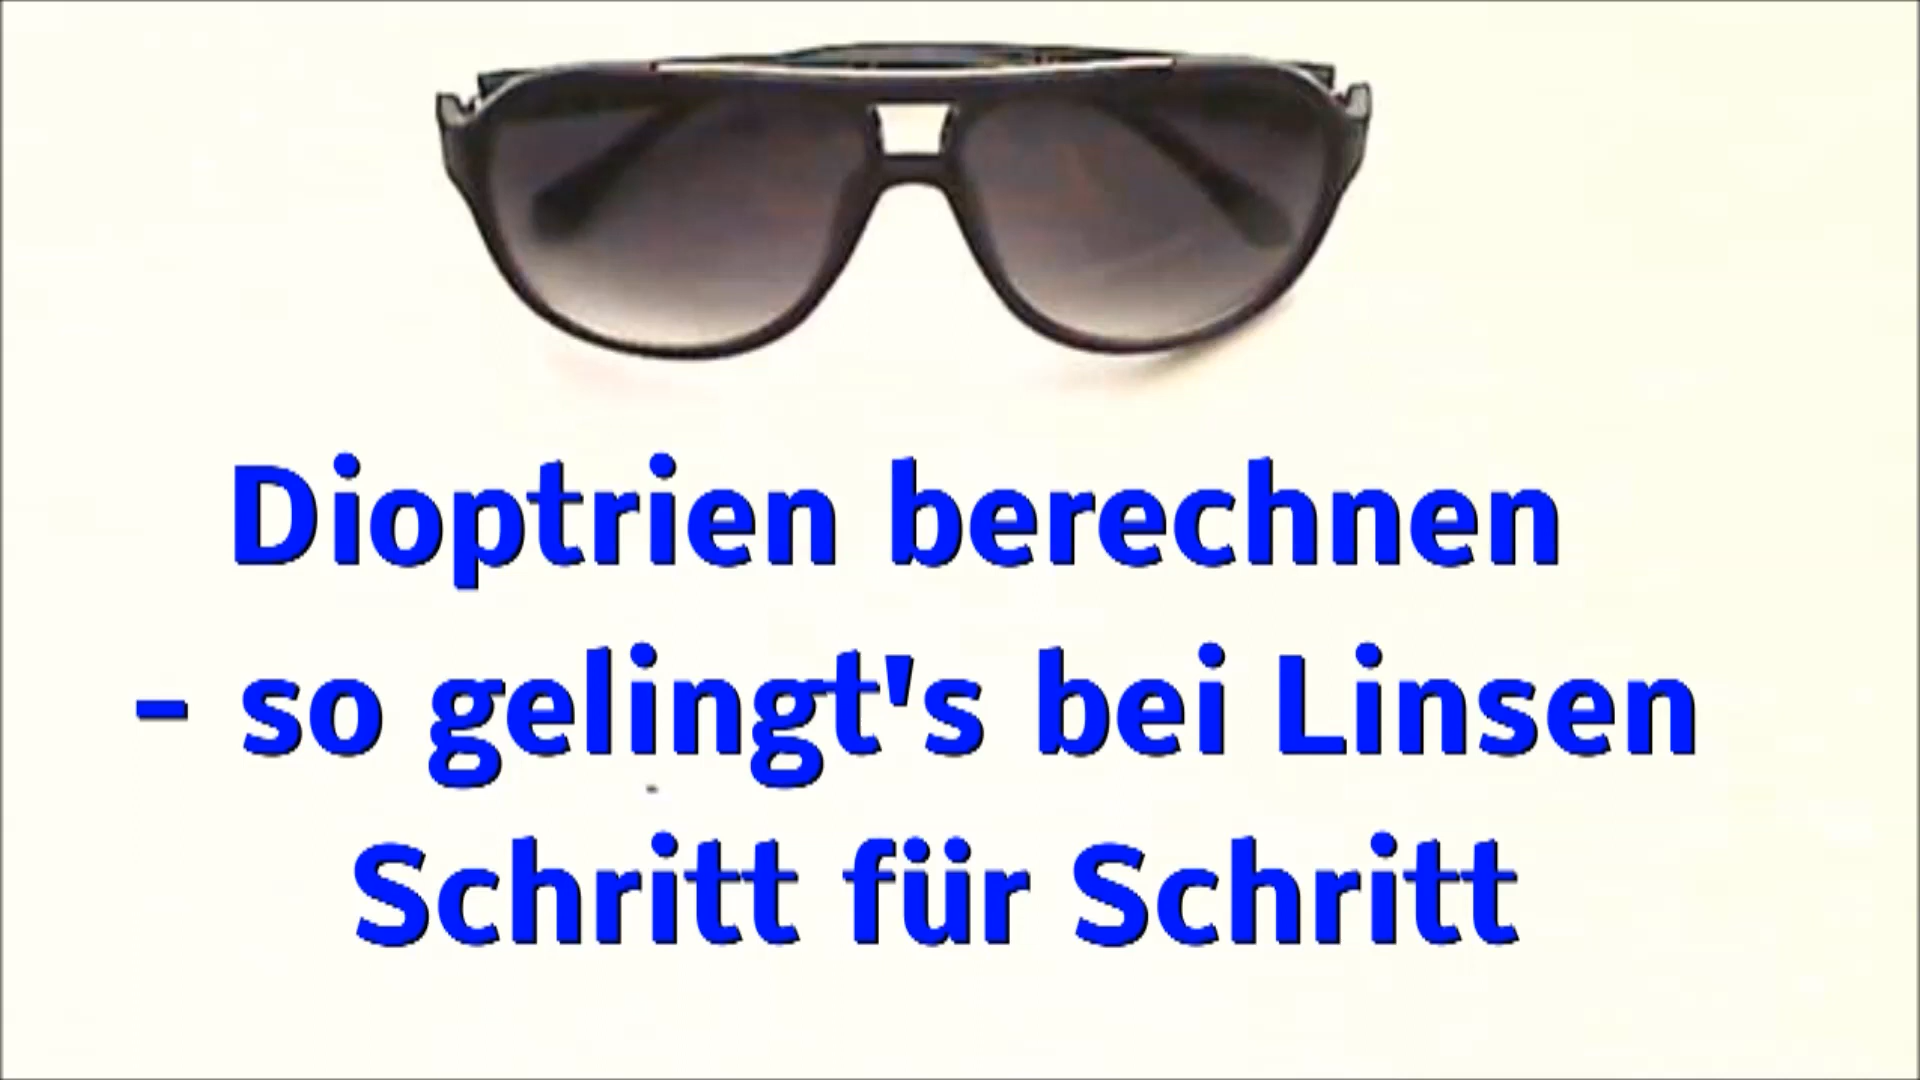 Dioptrien berechnen
- so gelingt's bei Linsen
Schritt für Schritt